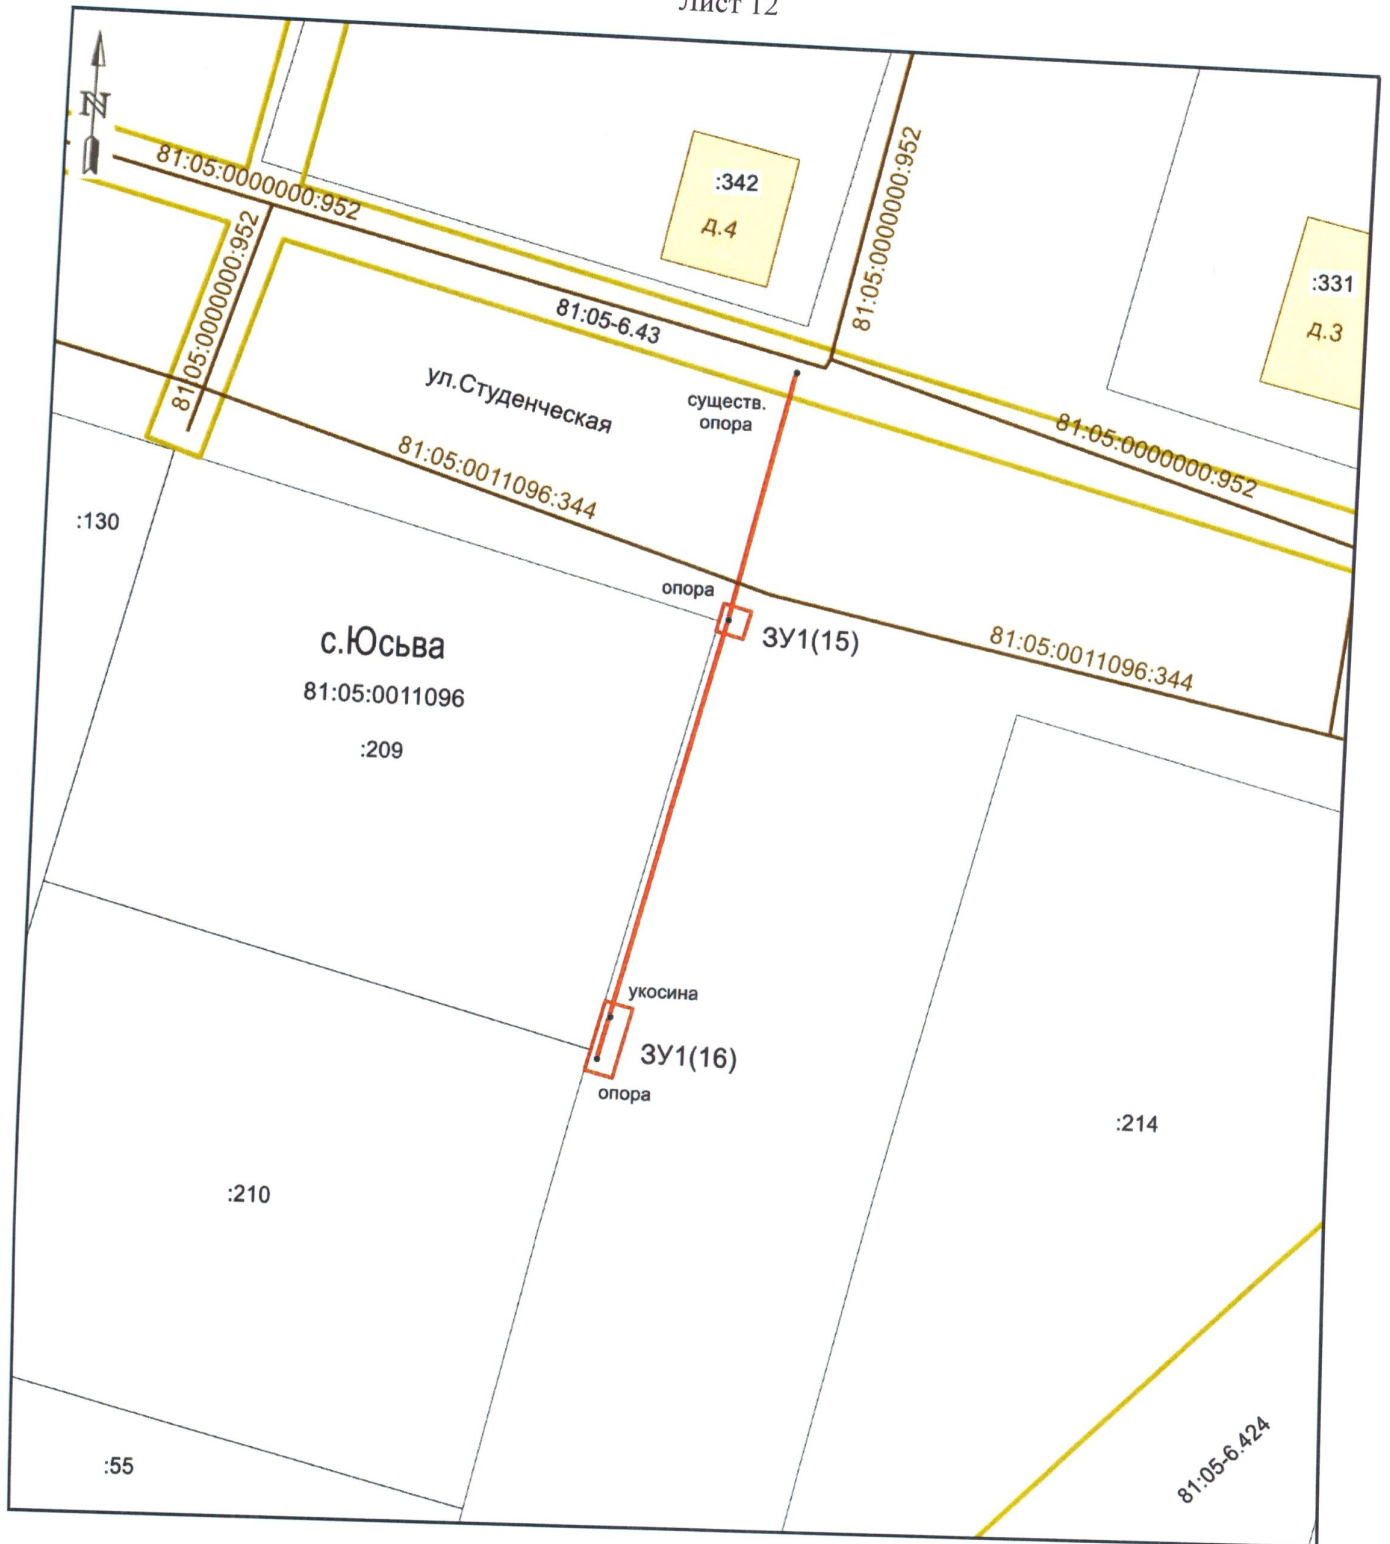 Лист 12
N
81:05:0000000:952
:342
д.4
81:05:0000000:952
:331
д.3
81:05:0000000:952
81:05-6.43
ул.Студенческая
существ.
опора
81:05:0000000:952
81:05:0011096:344
:130
опора
ЗУ1(15)
с.Юсьва
81:05:0011096
:209
81:05:0011096:344
укосина
ЗУ1(16)
опора
:214
:210
81:05-6.424
:55